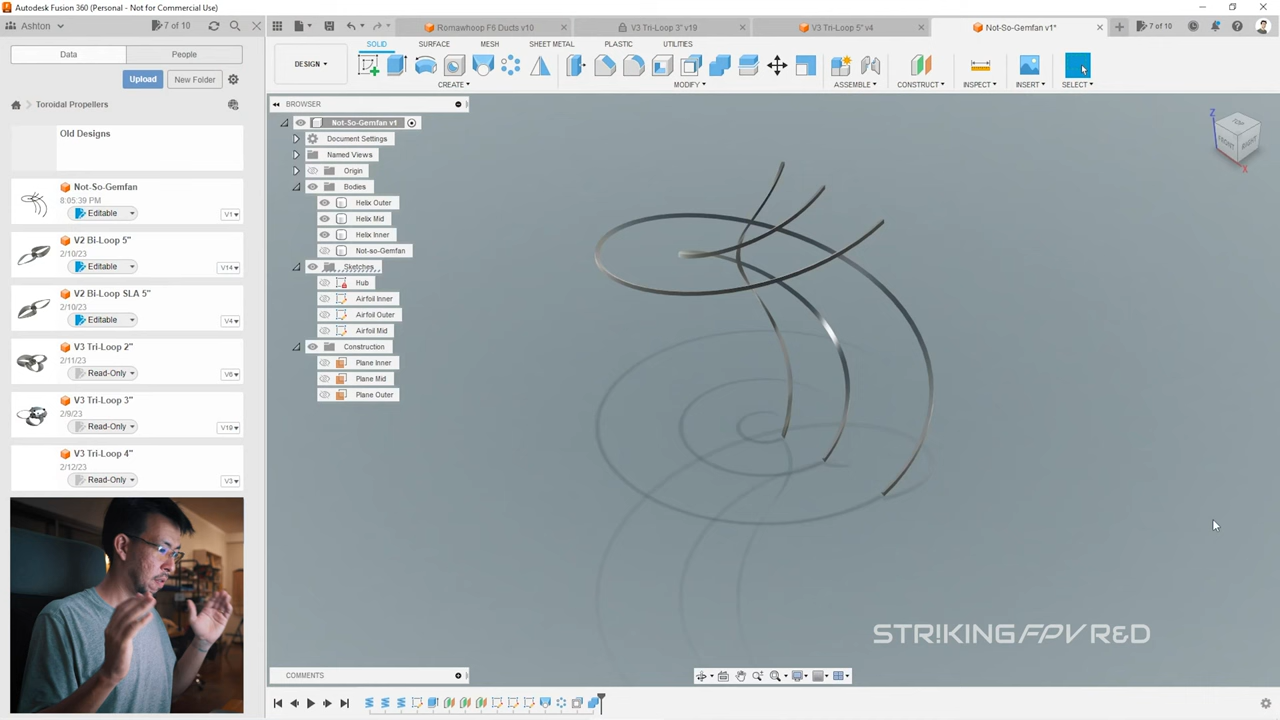 Autodesk Fusion 360 (Personal - Not for Commercial Use)
Ashton
7 of 10
Romawhoop F6 Ducts v10
V3 Tri-Loop 3" v19
V3 Tri-Loop 5" v4
Not-So-Gemfan v1*
7 of 10
Data
People
Upload
New Folder
Toroidal Propellers
Old Designs
Not-So-Gemfan
8:05:39 PM
Editable
V1
V2 Bi-Loop 5"
2/10/23
Editable
V14
V2 Bi-Loop SLA 5"
2/10/23
Editable
V4
V3 Tri-Loop 2"
2/11/23
Read-Only
V6
V3 Tri-Loop 3"
2/9/23
Read-Only
V19
V3 Tri-Loop 4"
2/12/23
Read-Only
V3
DESIGN
SOLID
SURFACE
MESH
SHEET METAL
PLASTIC
UTILITIES
CREATE
MODIFY
ASSEMBLE
CONSTRUCT
INSPECT
INSERT
SELECT
BROWSER
Not-So-Gemfan v1
Document Settings
Named Views
Origin
Bodies
Helix Outer
Helix Mid
Helix Inner
Not-so-Gemfan
Sketches
Hub
Airfoil Inner
Airfoil Outer
Airfoil Mid
Construction
Plane Inner
Plane Mid
Plane Outer
Z
TOP
FRONT
RIGHT
X
STR!KING FPV R&D
COMMENTS